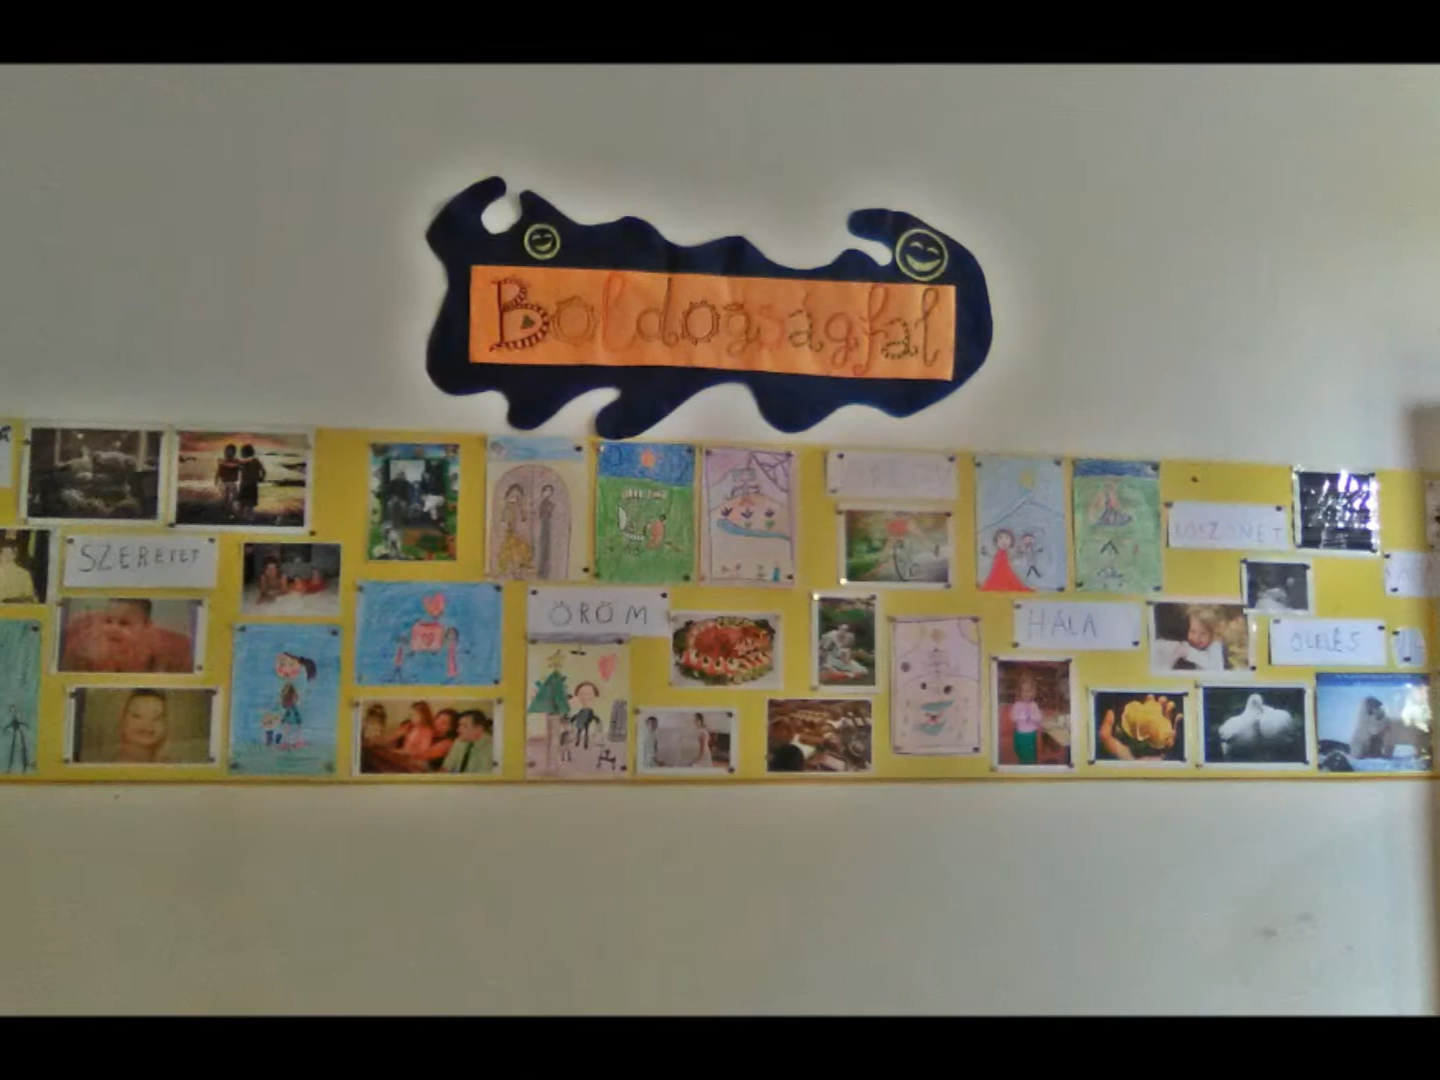 Boldogságfal
SZERETET
ÖRÖM
HÁLA
KÖSZÖNET
ÖLELÉS